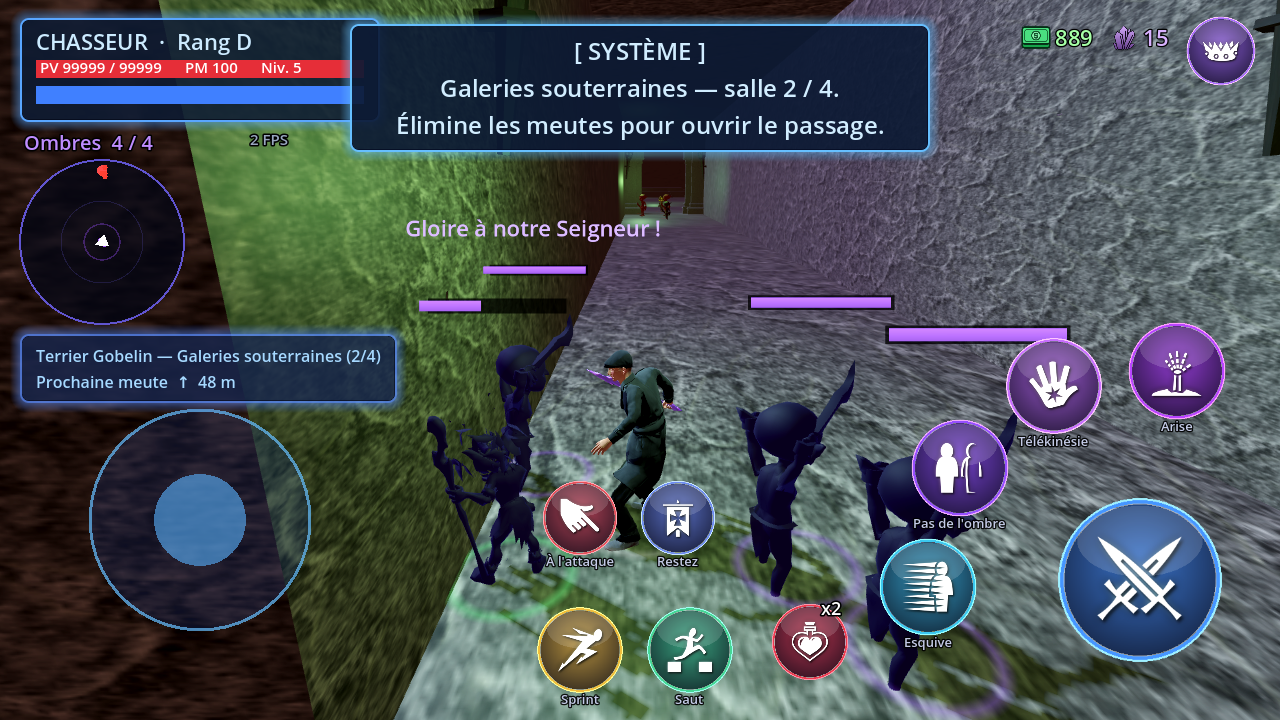 CHASSEUR · Rang D
PV 99999 / 99999 PM 100 Niv. 5
[ SYSTÈME ]
Galeries souterraines — salle 2 / 4.
Élimine les meutes pour ouvrir le passage.
889 15
Ombres 4 / 4
2 FPS
Gloire à notre Seigneur !
Terrier Gobelin — Galeries souterraines (2/4)
Prochaine meute ↑ 48 m
Télékinésie
Arise
Pas de l'ombre
À l'attaque
Restez
x2
Esquive
Sprint
Saut